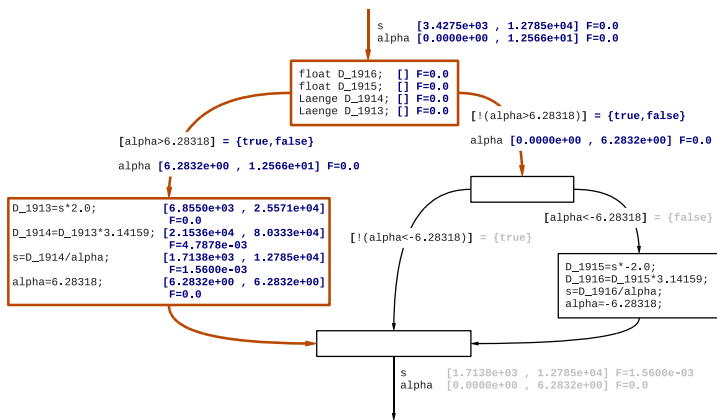 s [3.4275e+03 , 1.2785e+04] F=0.0
alpha [0.0000e+00 , 1.2566e+01] F=0.0
float D_1916; [] F=0.0
float D_1915; [] F=0.0
Laenge D_1914; [] F=0.0
Laenge D_1913; [] F=0.0
[alpha>6.28318] = {true,false}
alpha [6.2832e+00 , 1.2566e+01] F=0.0
[!(alpha>6.28318)] = {true,false}
alpha [0.0000e+00 , 6.2832e+00] F=0.0
D_1913=s*2.0; [6.8550e+03 , 2.5571e+04]
F=0.0
D_1914=D_1913*3.14159; [2.1536e+04 , 8.0333e+04]
F=4.7878e-03
s=D_1914/alpha; [1.7138e+03 , 1.2785e+04]
F=1.5600e-03
alpha=6.28318; [6.2832e+00 , 6.2832e+00]
F=0.0
[!(alpha<-6.28318)] = {true}
[alpha<-6.28318] = {false}
D_1915=s*-2.0;
D_1916=D_1915*3.14159;
s=D_1916/alpha;
alpha=-6.28318;
s [1.7138e+03 , 1.2785e+04] F=1.5600e-03
alpha [0.0000e+00 , 6.2832e+00] F=0.0